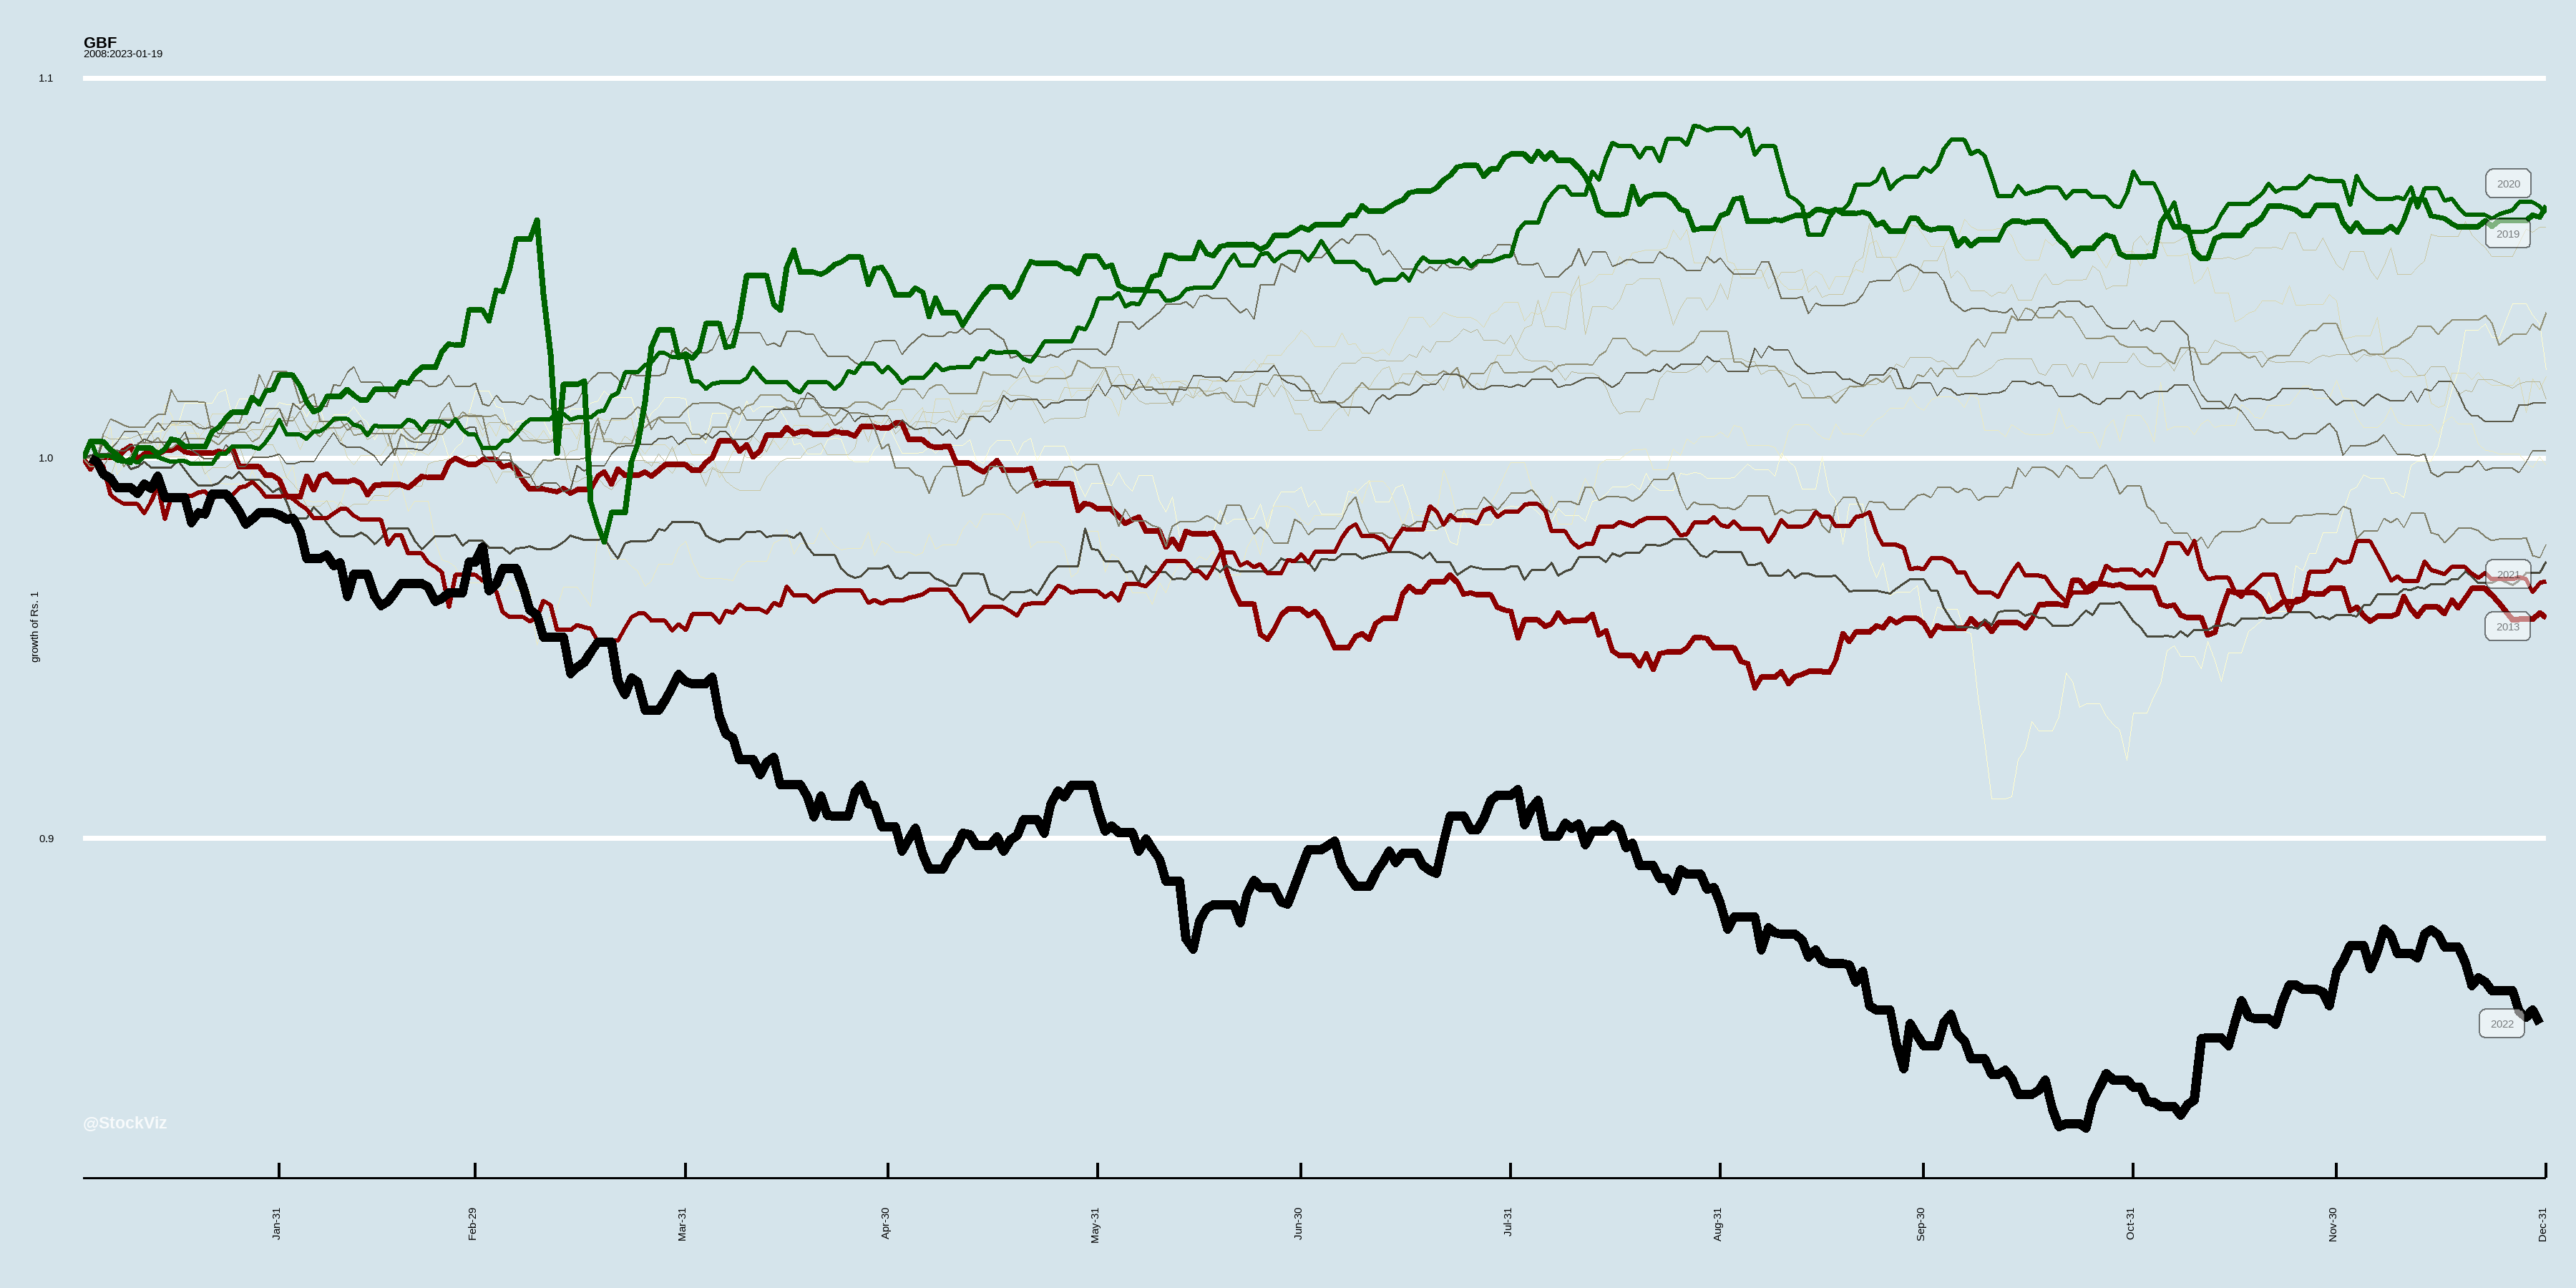 GBF
2008:2023-01-19
1.1
1.0
0.9
growth of Rs. 1
2020
2019
2021
2013
2022
@StockViz
Jan-31
Feb-29
Mar-31
Apr-30
May-31
Jun-30
Jul-31
Aug-31
Sep-30
Oct-31
Nov-30
Dec-31